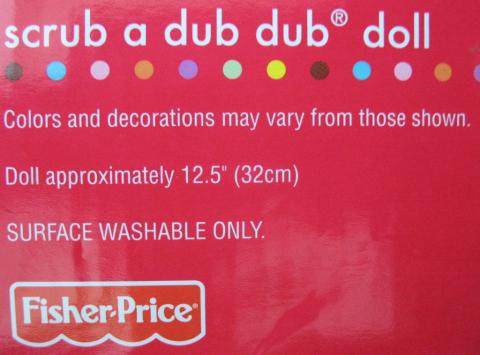 scrub a dub dub® doll
Colors and decorations may vary from those shown.
Doll approximately 12.5" (32cm)
SURFACE WASHABLE ONLY.
Fisher-Price®